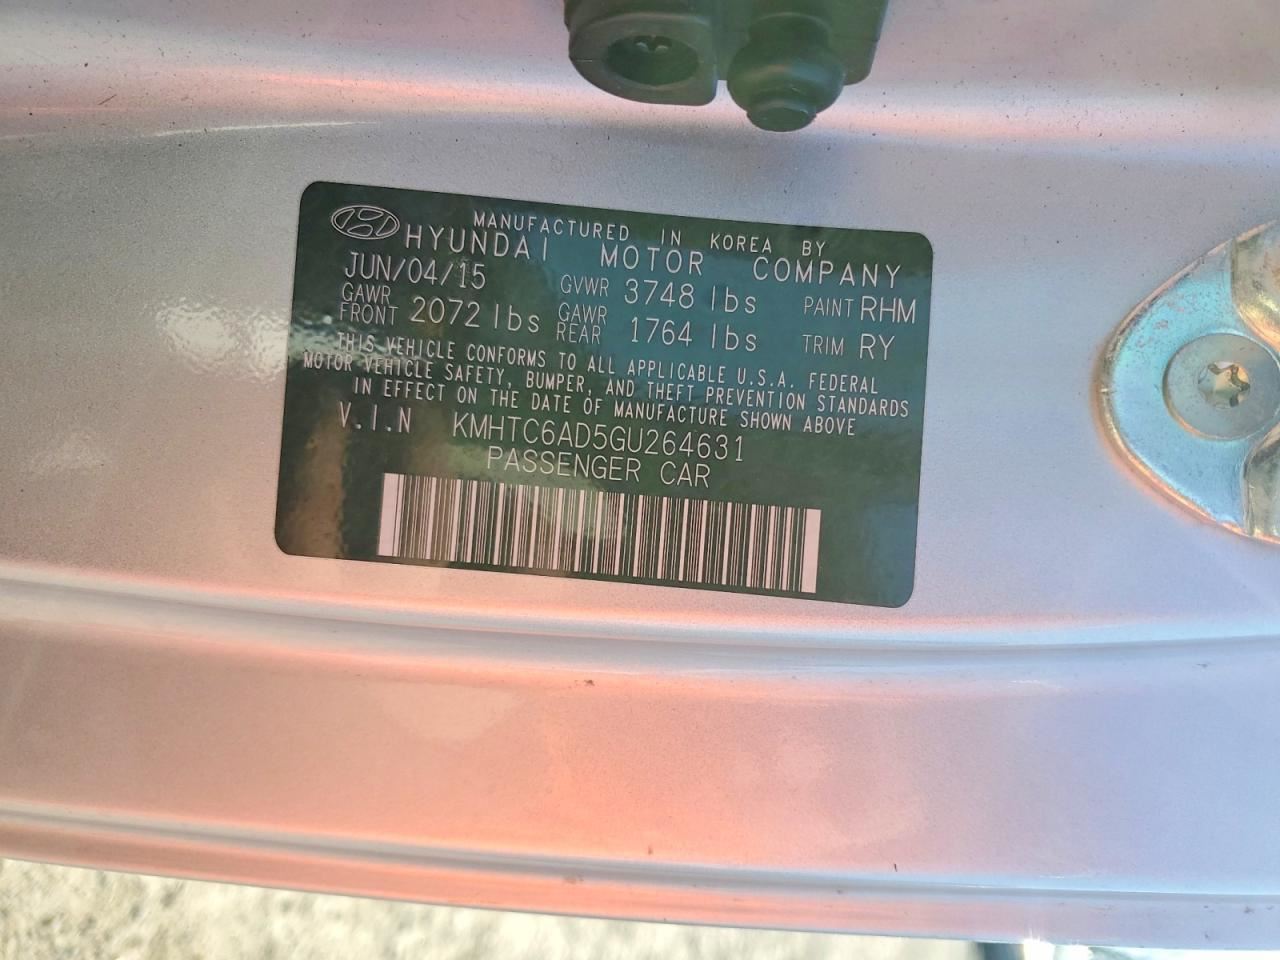 MANUFACTURED IN KOREA BY
HYUNDAI MOTOR COMPANY
JUN/04/15 GVWR 3748 lbs PAINT RHM
GAWR FRONT 2072 lbs GAWR REAR 1764 lbs TRIM RY
THIS VEHICLE CONFORMS TO ALL APPLICABLE U.S.A. FEDERAL
MOTOR VEHICLE SAFETY, BUMPER, AND THEFT PREVENTION STANDARDS
IN EFFECT ON THE DATE OF MANUFACTURE SHOWN ABOVE
V.I.N KMHTC6AD5GU264631
PASSENGER CAR